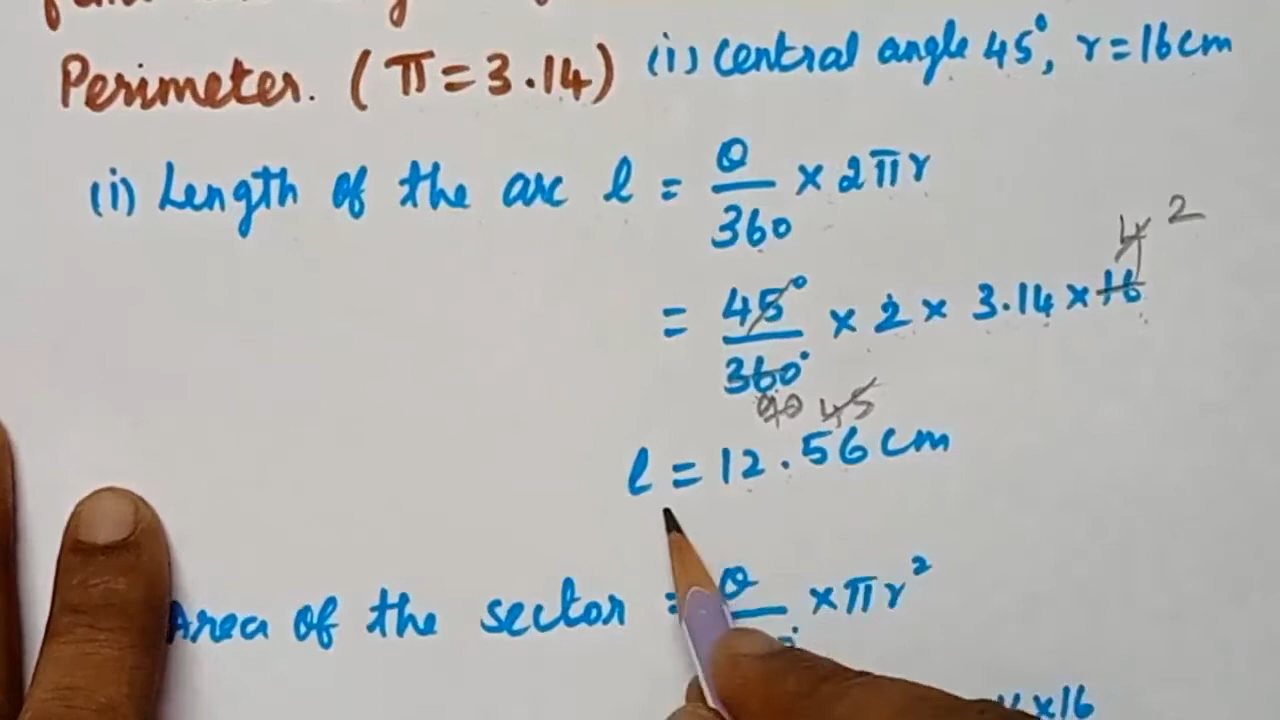 Perimeter. (π=3.14) (i) central angle 45°, r=16cm
(i) Length of the arc l = θ/360 × 2πr
= 45°/360° × 2 × 3.14 × 16
4 2
90 45
l = 12.56 cm
Area of the sector = θ × πr²
×16